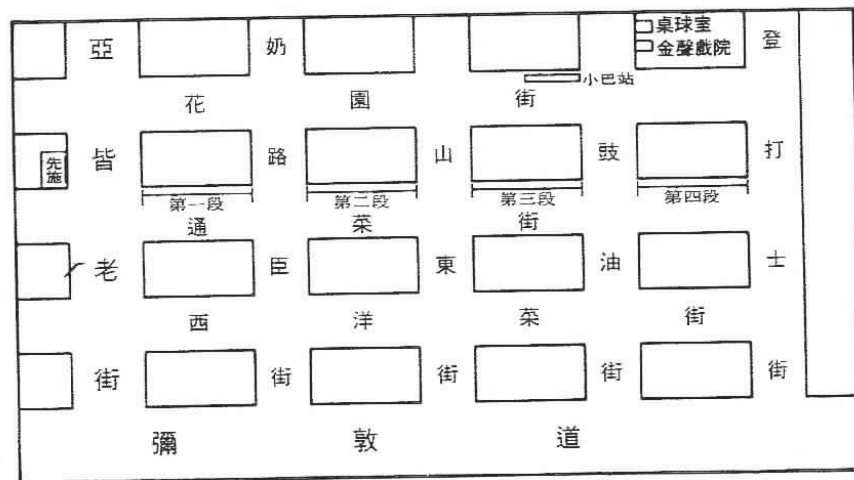 亞皆老街
奶路臣街
山東街
豉油街
登打士街
花園街
通菜街
西洋菜街
彌敦道
桌球室
金聲戲院
小巴站
先施
第一段
第二段
第三段
第四段